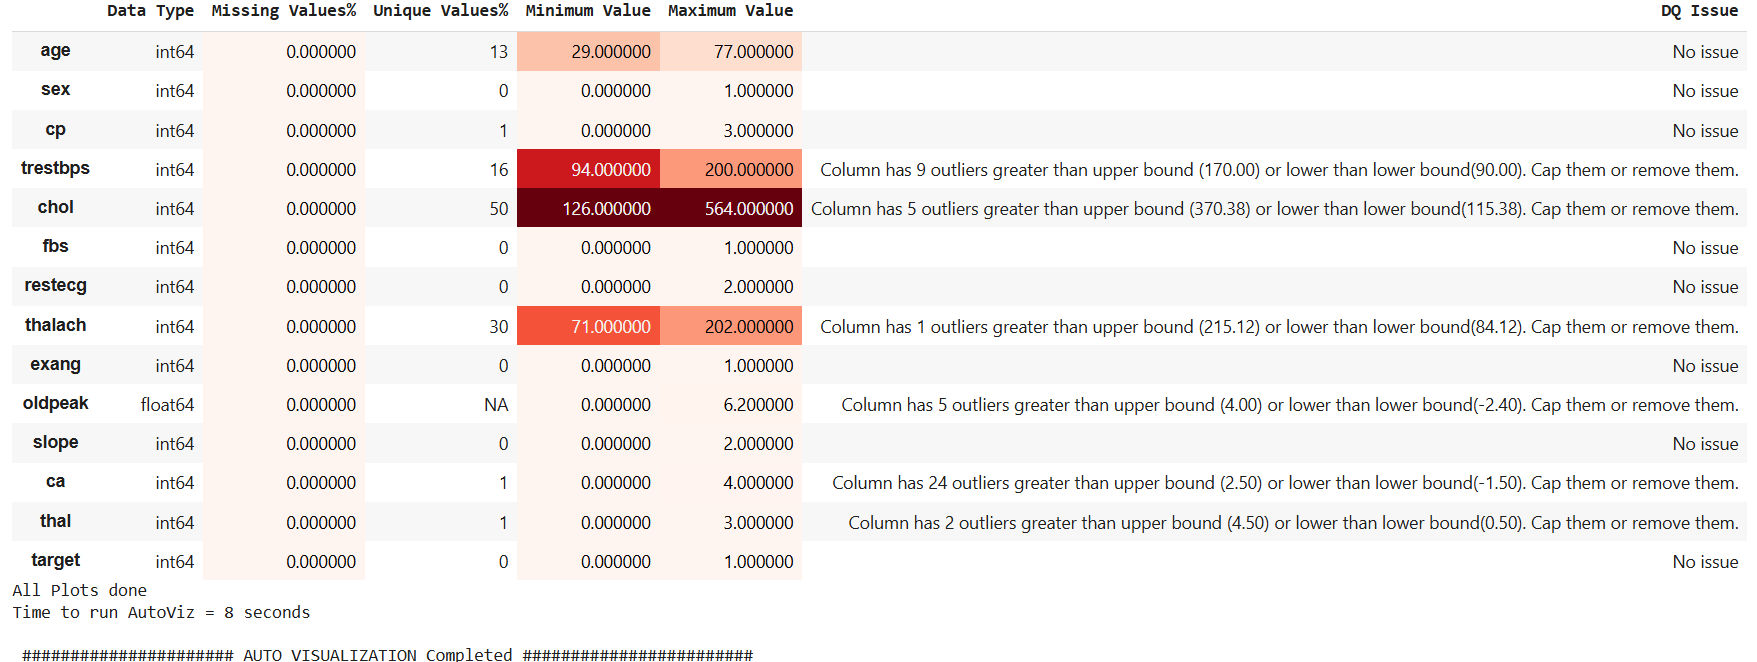 Data Type Missing Values% Unique Values% Minimum Value Maximum Value DQ Issue
age int64 0.000000 13 29.000000 77.000000 No issue
sex int64 0.000000 0 0.000000 1.000000 No issue
cp int64 0.000000 1 0.000000 3.000000 No issue
trestbps int64 0.000000 16 94.000000 200.000000 Column has 9 outliers greater than upper bound (170.00) or lower than lower bound(90.00). Cap them or remove them.
chol int64 0.000000 50 126.000000 564.000000 Column has 5 outliers greater than upper bound (370.38) or lower than lower bound(115.38). Cap them or remove them.
fbs int64 0.000000 0 0.000000 1.000000 No issue
restecg int64 0.000000 0 0.000000 2.000000 No issue
thalach int64 0.000000 30 71.000000 202.000000 Column has 1 outliers greater than upper bound (215.12) or lower than lower bound(84.12). Cap them or remove them.
exang int64 0.000000 0 0.000000 1.000000 No issue
oldpeak float64 0.000000 NA 0.000000 6.200000 Column has 5 outliers greater than upper bound (4.00) or lower than lower bound(-2.40). Cap them or remove them.
slope int64 0.000000 0 0.000000 2.000000 No issue
ca int64 0.000000 1 0.000000 4.000000 Column has 24 outliers greater than upper bound (2.50) or lower than lower bound(-1.50). Cap them or remove them.
thal int64 0.000000 1 0.000000 3.000000 Column has 2 outliers greater than upper bound (4.50) or lower than lower bound(0.50). Cap them or remove them.
target int64 0.000000 0 0.000000 1.000000 No issue
All Plots done
Time to run AutoViz = 8 seconds
###################### AUTO VISUALIZATION Completed ########################